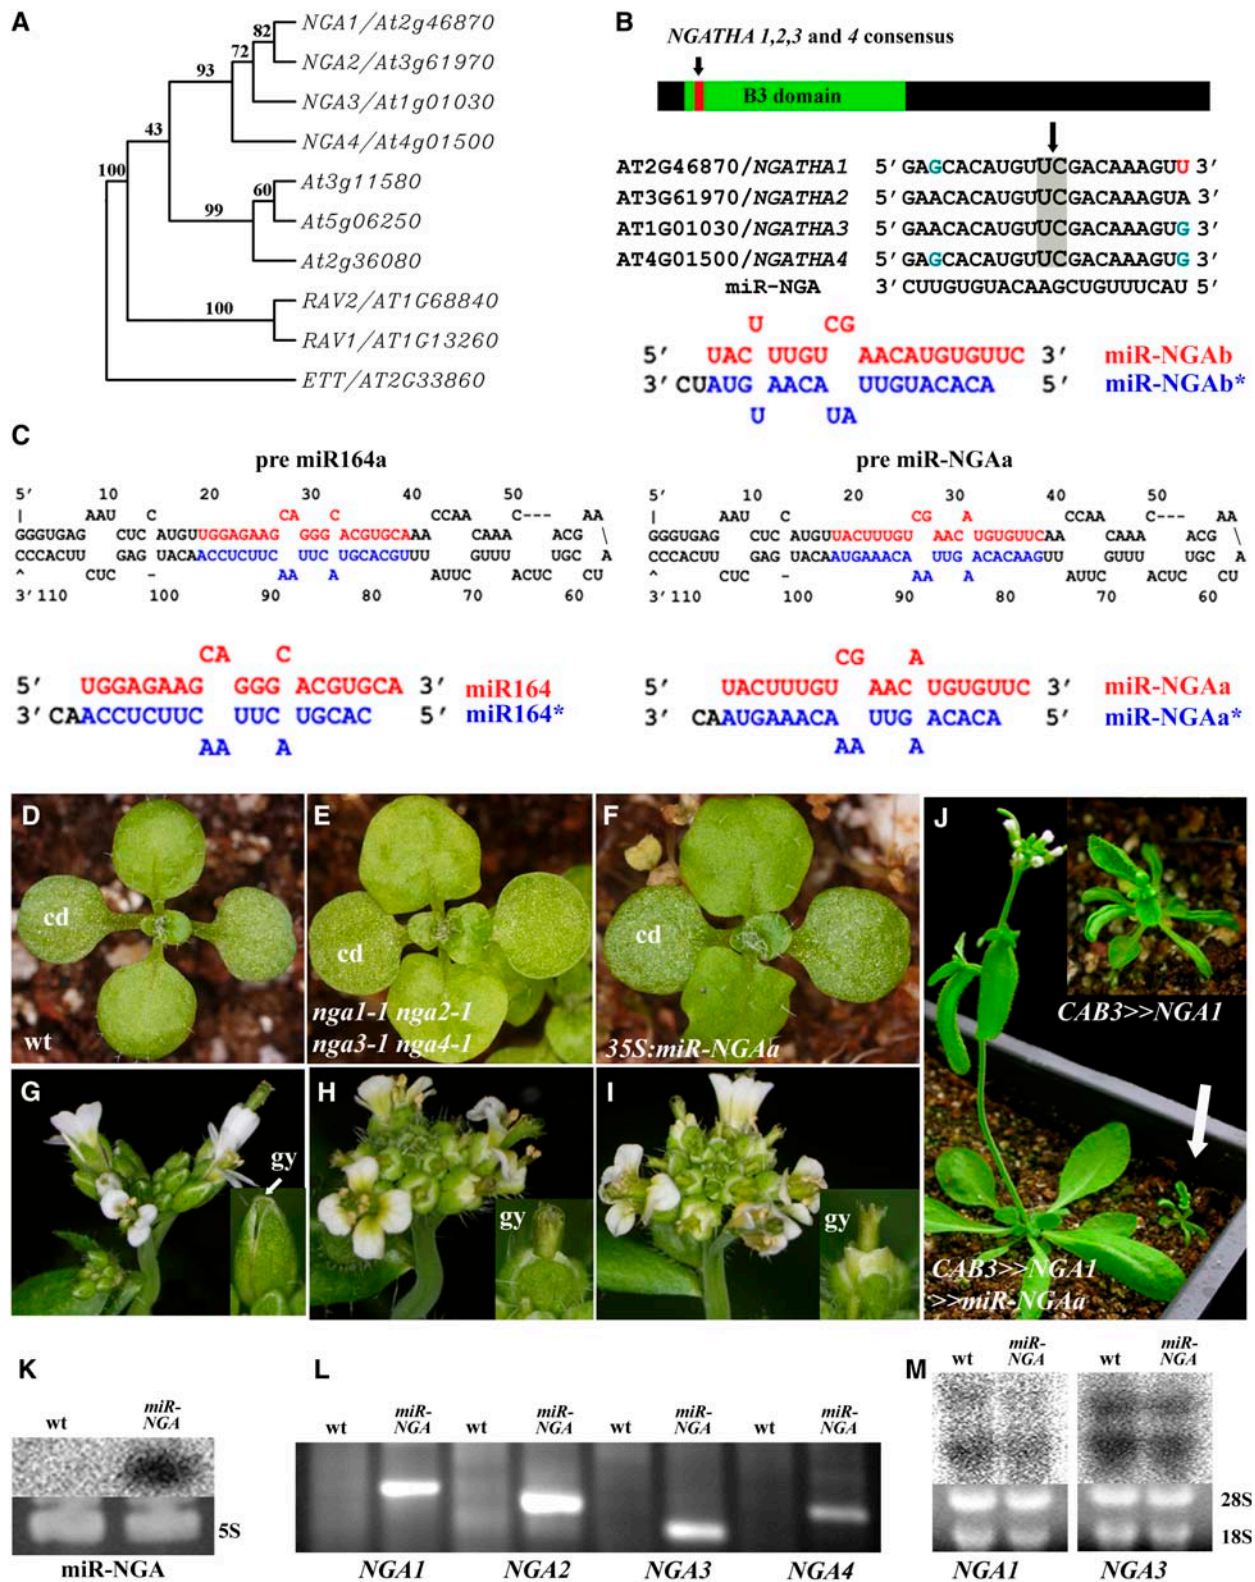 A
82
72
93
43
100
60
99
100
NGA1/At2g46870
NGA2/At3g61970
NGA3/At1g01030
NGA4/At4g01500
At3g11580
At5g06250
At2g36080
RAV2/AT1G68840
RAV1/AT1G13260
ETT/AT2G33860
B
NGATHA 1,2,3 and 4 consensus
B3 domain
AT2G46870/NGATHA1 5′ GAGCACAUGUUCGACAAAGUU 3′
AT3G61970/NGATHA2 5′ GAACACAUGUUCGACAAAGUA 3′
AT1G01030/NGATHA3 5′ GAACACAUGUUCGACAAAGUG 3′
AT4G01500/NGATHA4 5′ GAGCACAUGUUCGACAAAGUG 3′
miR-NGA 3′ CUUGUGUACAAGCUGUUUCAU 5′
U CG
5′ UAC UUGU AACAUGUGUUC 3′ miR-NGAb
3′ CUAUG AACA UUGUACACA 5′ miR-NGAb*
U UA
C
pre miR164a
5′ 10 20 30 40 50
| AAU C CA C CCAA C--- AA
GGGUGAG CUC AUGUUGGAGAAG GGG ACGUGCAAA CAAA ACG \
CCCACUU GAG UACAACCUCUUC UUC UGCACGUUU GUUU UGC A
^ CUC - AA A AUUC ACUC CU
3′ 110 100 90 80 70 60
CA C
5′ UGGAGAAG GGG ACGUGCA 3′ miR164
3′ CAACCUCUUC UUC UGCAC 5′ miR164*
AA A
pre miR-NGAa
5′ 10 20 30 40 50
| AAU C CG A CCAA C--- AA
GGGUGAG CUC AUGUUACUUUGU AAC UGUGUUCAA CAAA ACG \
CCCACUU GAG UACAAUGAAACA UUG ACACAAGUU GUUU UGC A
^ CUC - AA A AUUC ACUC CU
3′ 110 100 90 80 70 60
CG A
5′ UACUUUGU AAC UGUGUUC 3′ miR-NGAa
3′ CAAUGAAACA UUG ACACA 5′ miR-NGAa*
AA A
D
cd
wt
E
cd
nga1-1 nga2-1
nga3-1 nga4-1
F
cd
35S:miR-NGAa
J
CAB3>>NGA1
CAB3>>NGA1
>>miR-NGAa
G
gy
H
gy
I
gy
K
wt
miR-
NGA
5S
miR-NGA
L
wt
miR-
NGA
wt
miR-
NGA
wt
miR-
NGA
wt
miR-
NGA
NGA1 NGA2 NGA3 NGA4
M
wt
miR-
NGA
wt
miR-
NGA
28S
18S
NGA1 NGA3